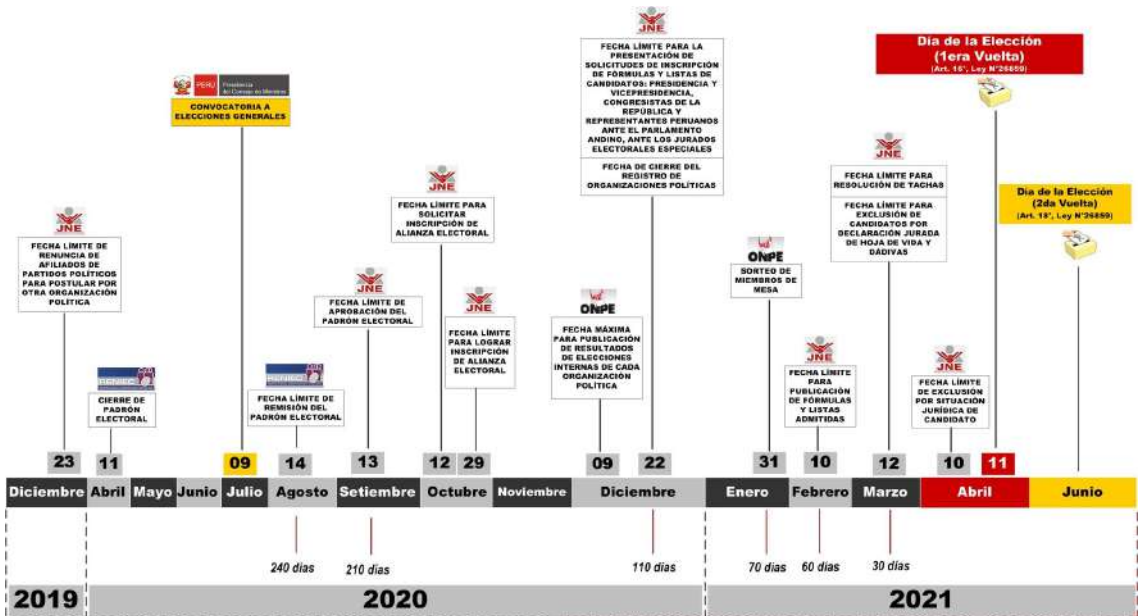 JNE
FECHA LÍMITE PARA LA
PRESENTACIÓN DE
SOLICITUDES DE INSCRIPCIÓN
DE FÓRMULAS Y LISTAS DE
CANDIDATOS: PRESIDENCIA Y
VICEPRESIDENCIA,
CONGRESISTAS DE LA
REPÚBLICA Y
REPRESENTANTES PERUANOS
ANTE EL PARLAMENTO
ANDINO, ANTE LOS JURADOS
ELECTORALES ESPECIALES
FECHA DE CIERRE DEL
REGISTRO DE
ORGANIZACIONES POLÍTICAS
Día de la Elección
(1era Vuelta)
(Art. 16°, Ley N°26859)
PERÚ
Presidencia
del Consejo de Ministros
CONVOCATORIA A
ELECCIONES GENERALES
JNE
FECHA LÍMITE PARA
SOLICITAR
INSCRIPCIÓN DE
ALIANZA ELECTORAL
JNE
FECHA LÍMITE PARA
RESOLUCIÓN DE TACHAS
FECHA LÍMITE PARA
EXCLUSIÓN DE
CANDIDATOS POR
DECLARACIÓN JURADA
DE HOJA DE VIDA Y
DÁDIVAS
Día de la Elección
(2da Vuelta)
(Art. 18°, Ley N°26859)
JNE
FECHA LÍMITE DE
RENUNCIA DE
AFILIADOS DE
PARTIDOS POLÍTICOS
PARA POSTULAR POR
OTRA ORGANIZACIÓN
POLÍTICA
ONPE
SORTEO DE
MIEMBROS DE
MESA
JNE
FECHA LÍMITE DE
APROBACIÓN DEL
PADRÓN ELECTORAL
JNE
FECHA LÍMITE
PARA LOGRAR
INSCRIPCIÓN
DE ALIANZA
ELECTORAL
ONPE
FECHA MÁXIMA
PARA PUBLICACIÓN
DE RESULTADOS
DE ELECCIONES
INTERNAS DE CADA
ORGANIZACIÓN
POLÍTICA
RENIEC
CIERRE DE
PADRÓN
ELECTORAL
RENIEC
FECHA LÍMITE DE
REMISIÓN DEL
PADRÓN ELECTORAL
JNE
FECHA LÍMITE
PARA
PUBLICACIÓN
DE FÓRMULAS
Y LISTAS
ADMITIDAS
JNE
FECHA LÍMITE
DE EXCLUSIÓN
POR SITUACIÓN
JURÍDICA DE
CANDIDATO
23 11 09 14 13 12 29 09 22 31 10 12 10 11
Diciembre Abril Mayo Junio Julio Agosto Setiembre Octubre Noviembre Diciembre Enero Febrero Marzo Abril Junio
240 días 210 días 110 días 70 días 60 días 30 días
2019 2020 2021